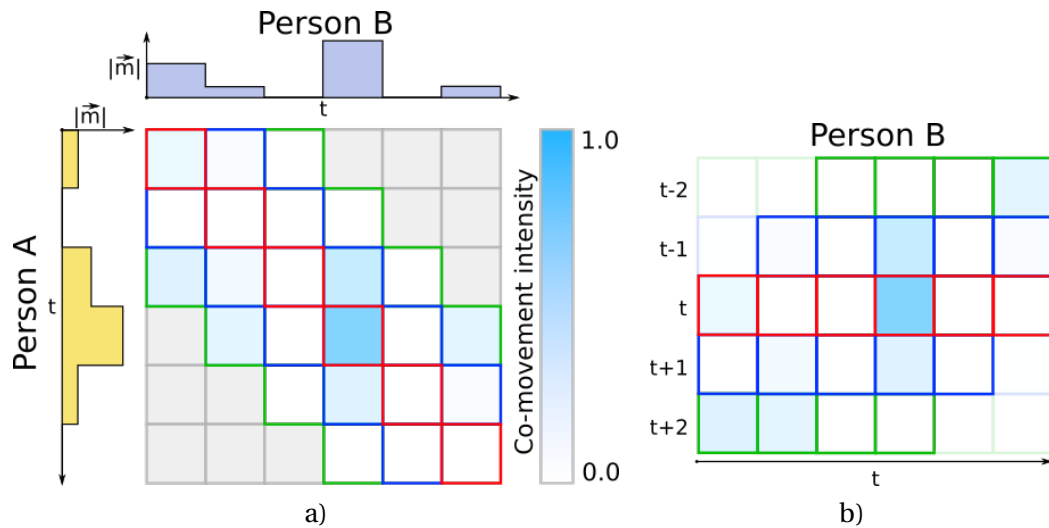 Person B
|m⃗|
t
|m⃗|
Person A
t
Co-movement intensity
1.0
0.0
a)
Person B
t-2
t-1
t
t+1
t+2
t
b)